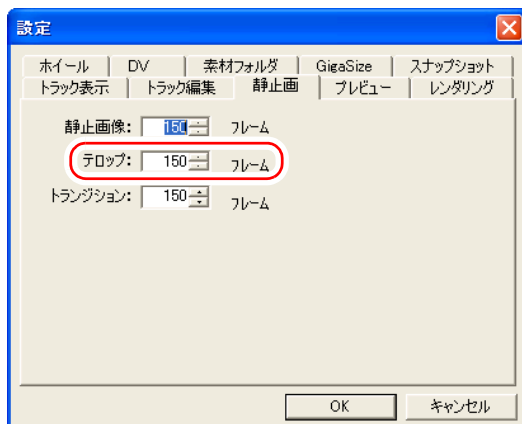 設定
ホイール DV 素材フォルダ GigaSize スナップショット
トラック表示 トラック編集 静止画 プレビュー レンダリング
静止画像: 150 フレーム
テロップ: 150 フレーム
トランジション: 150 フレーム
OK キャンセル